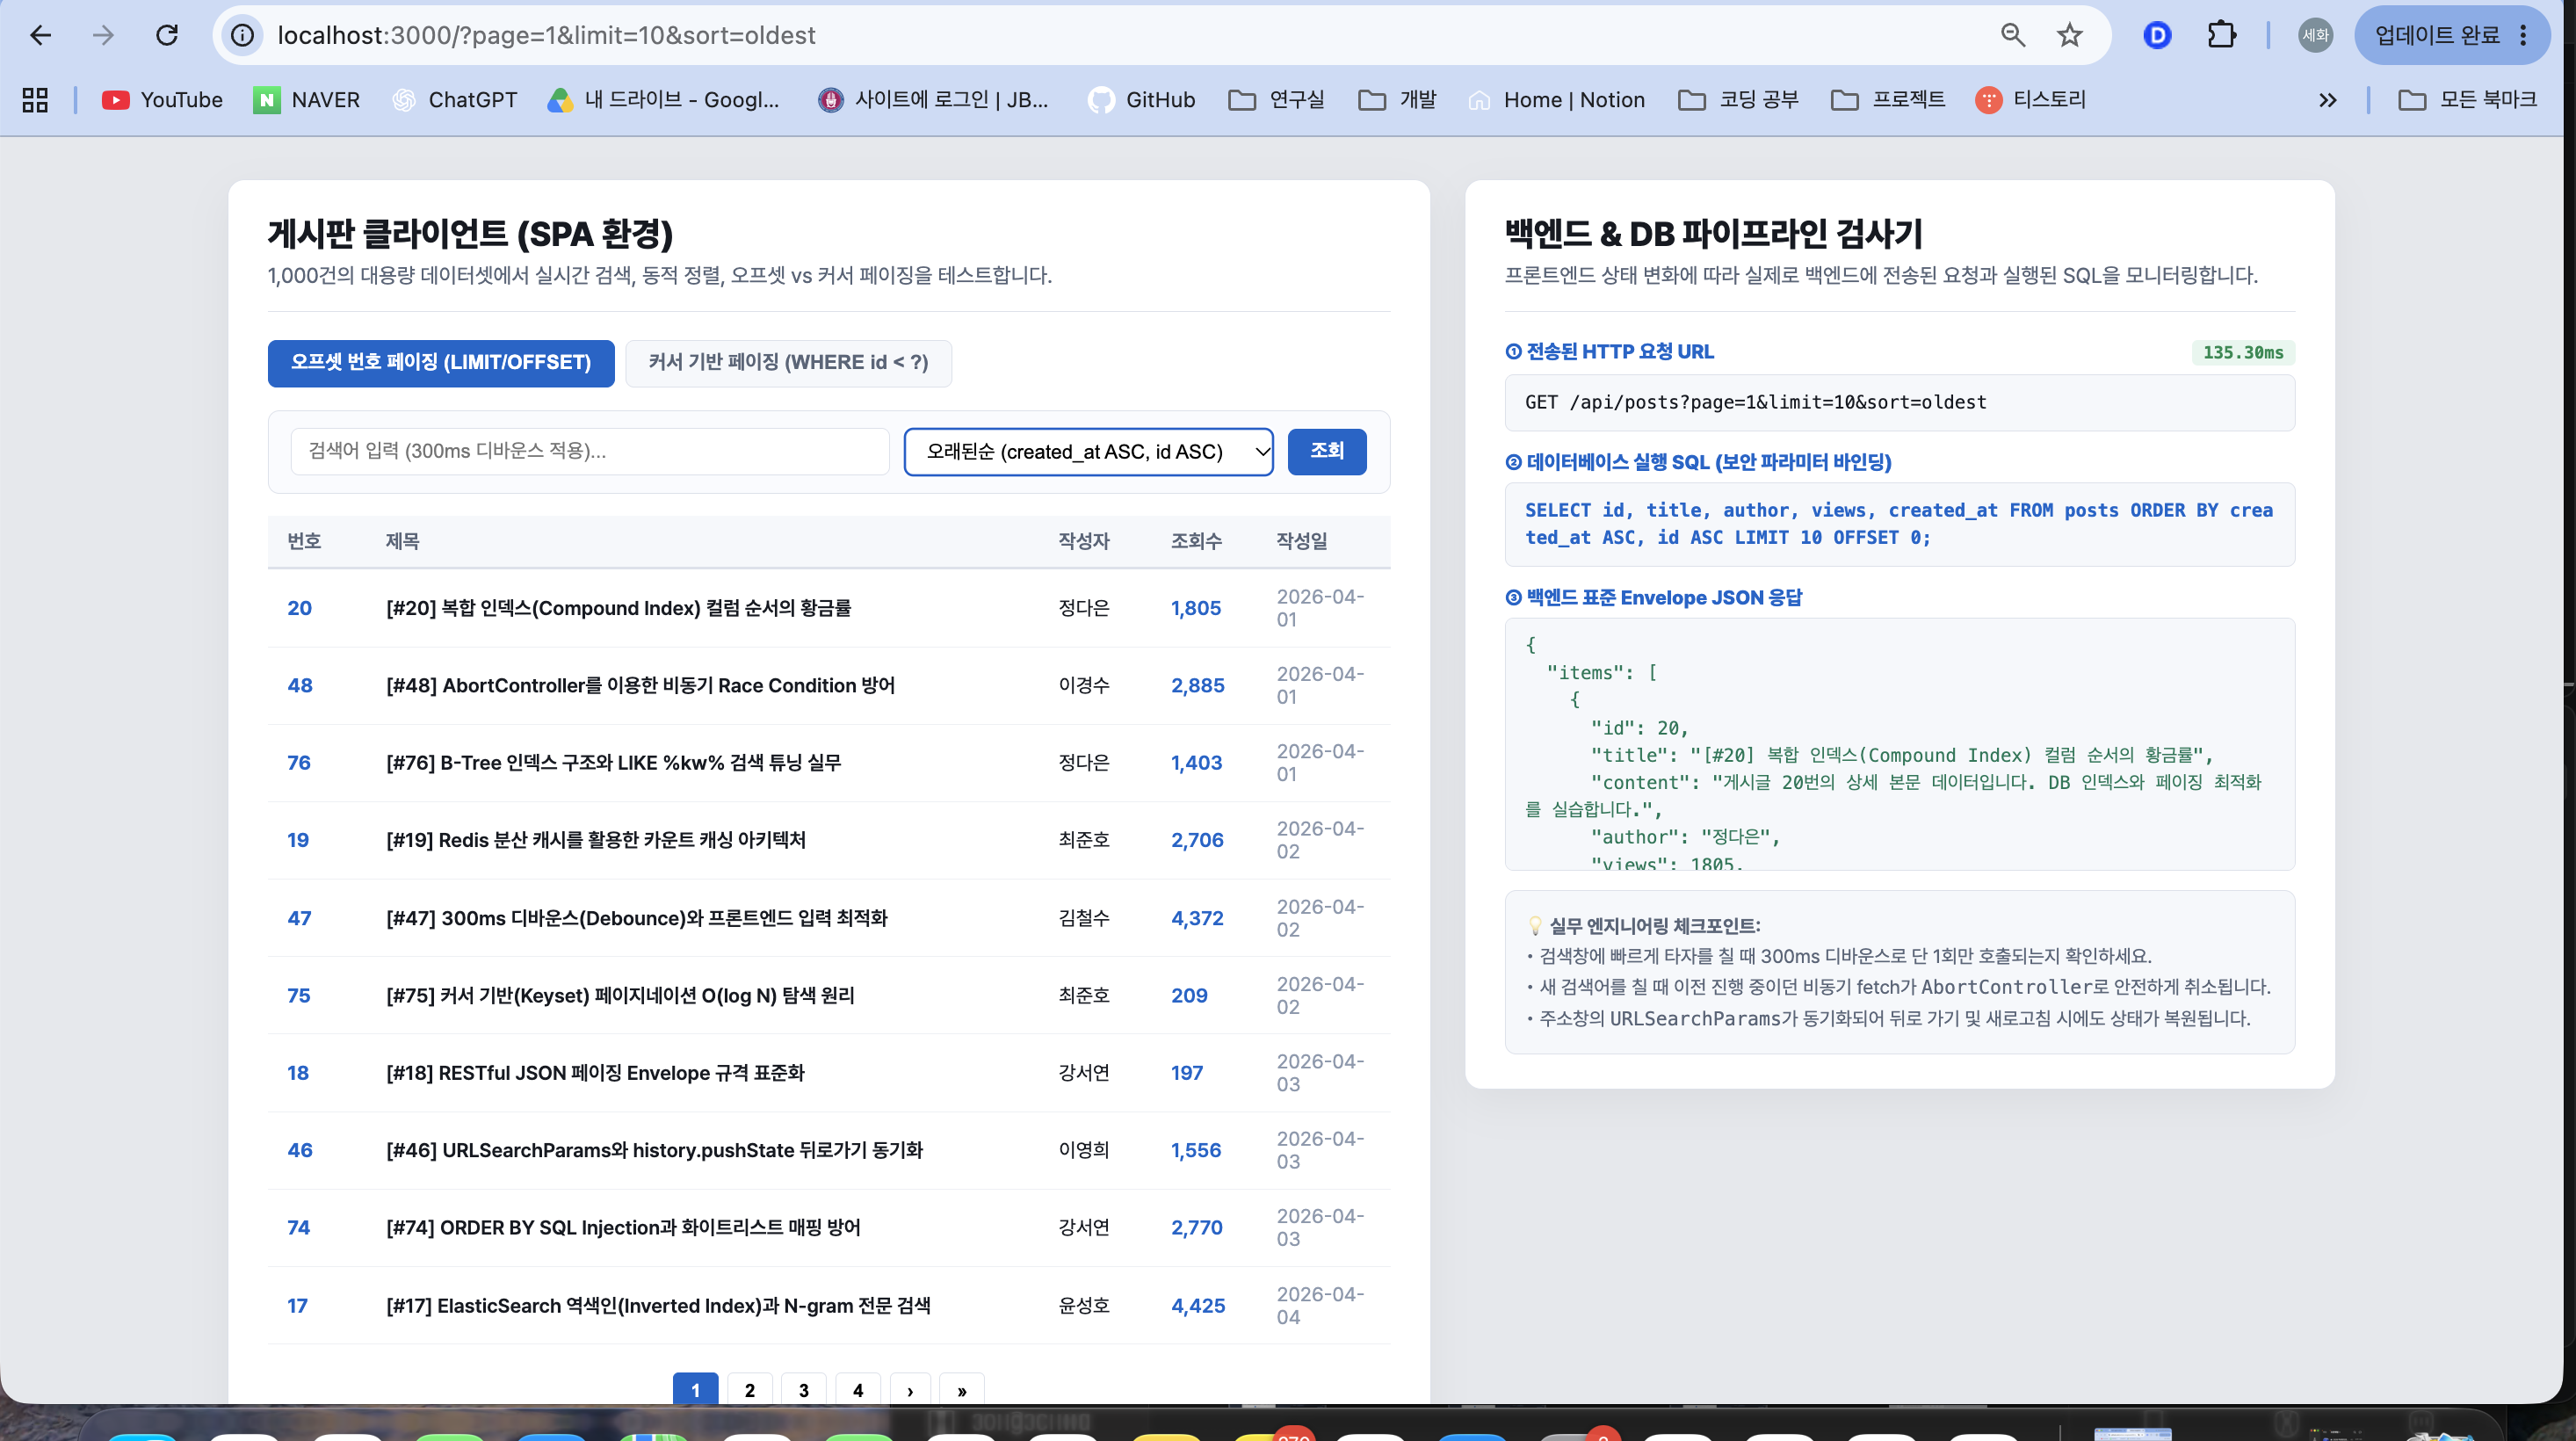 localhost:3000/?page=1&limit=10&sort=oldest
세화
업데이트 완료
YouTube
NAVER
ChatGPT
내 드라이브 - Googl...
사이트에 로그인 | JB...
GitHub
연구실
개발
Home | Notion
코딩 공부
프로젝트
티스토리
모든 북마크
게시판 클라이언트 (SPA 환경)
1,000건의 대용량 데이터셋에서 실시간 검색, 동적 정렬, 오프셋 vs 커서 페이징을 테스트합니다.
오프셋 번호 페이징 (LIMIT/OFFSET)
커서 기반 페이징 (WHERE id < ?)
검색어 입력 (300ms 디바운스 적용)...
오래된순 (created_at ASC, id ASC)
조회
번호 제목 작성자 조회수 작성일
20 [#20] 복합 인덱스(Compound Index) 컬럼 순서의 황금률 정다은 1,805 2026-04-
01
48 [#48] AbortController를 이용한 비동기 Race Condition 방어 이경수 2,885 2026-04-
01
76 [#76] B-Tree 인덱스 구조와 LIKE %kw% 검색 튜닝 실무 정다은 1,403 2026-04-
01
19 [#19] Redis 분산 캐시를 활용한 카운트 캐싱 아키텍처 최준호 2,706 2026-04-
02
47 [#47] 300ms 디바운스(Debounce)와 프론트엔드 입력 최적화 김철수 4,372 2026-04-
02
75 [#75] 커서 기반(Keyset) 페이지네이션 O(log N) 탐색 원리 최준호 209 2026-04-
02
18 [#18] RESTful JSON 페이징 Envelope 규격 표준화 강서연 197 2026-04-
03
46 [#46] URLSearchParams와 history.pushState 뒤로가기 동기화 이영희 1,556 2026-04-
03
74 [#74] ORDER BY SQL Injection과 화이트리스트 매핑 방어 강서연 2,770 2026-04-
03
17 [#17] ElasticSearch 역색인(Inverted Index)과 N-gram 전문 검색 윤성호 4,425 2026-04-
04
1 2 3 4 › »
백엔드 & DB 파이프라인 검사기
프론트엔드 상태 변화에 따라 실제로 백엔드에 전송된 요청과 실행된 SQL을 모니터링합니다.
① 전송된 HTTP 요청 URL
135.30ms
GET /api/posts?page=1&limit=10&sort=oldest
② 데이터베이스 실행 SQL (보안 파라미터 바인딩)
SELECT id, title, author, views, created_at FROM posts ORDER BY crea
ted_at ASC, id ASC LIMIT 10 OFFSET 0;
③ 백엔드 표준 Envelope JSON 응답
{
"items": [
{
"id": 20,
"title": "[#20] 복합 인덱스(Compound Index) 컬럼 순서의 황금률",
"content": "게시글 20번의 상세 본문 데이터입니다. DB 인덱스와 페이징 최적화
를 실습합니다.",
"author": "정다은",
"views": 1805,
💡 실무 엔지니어링 체크포인트:
• 검색창에 빠르게 타자를 칠 때 300ms 디바운스로 단 1회만 호출되는지 확인하세요.
• 새 검색어를 칠 때 이전 진행 중이던 비동기 fetch가 AbortController로 안전하게 취소됩니다.
• 주소창의 URLSearchParams가 동기화되어 뒤로 가기 및 새로고침 시에도 상태가 복원됩니다.